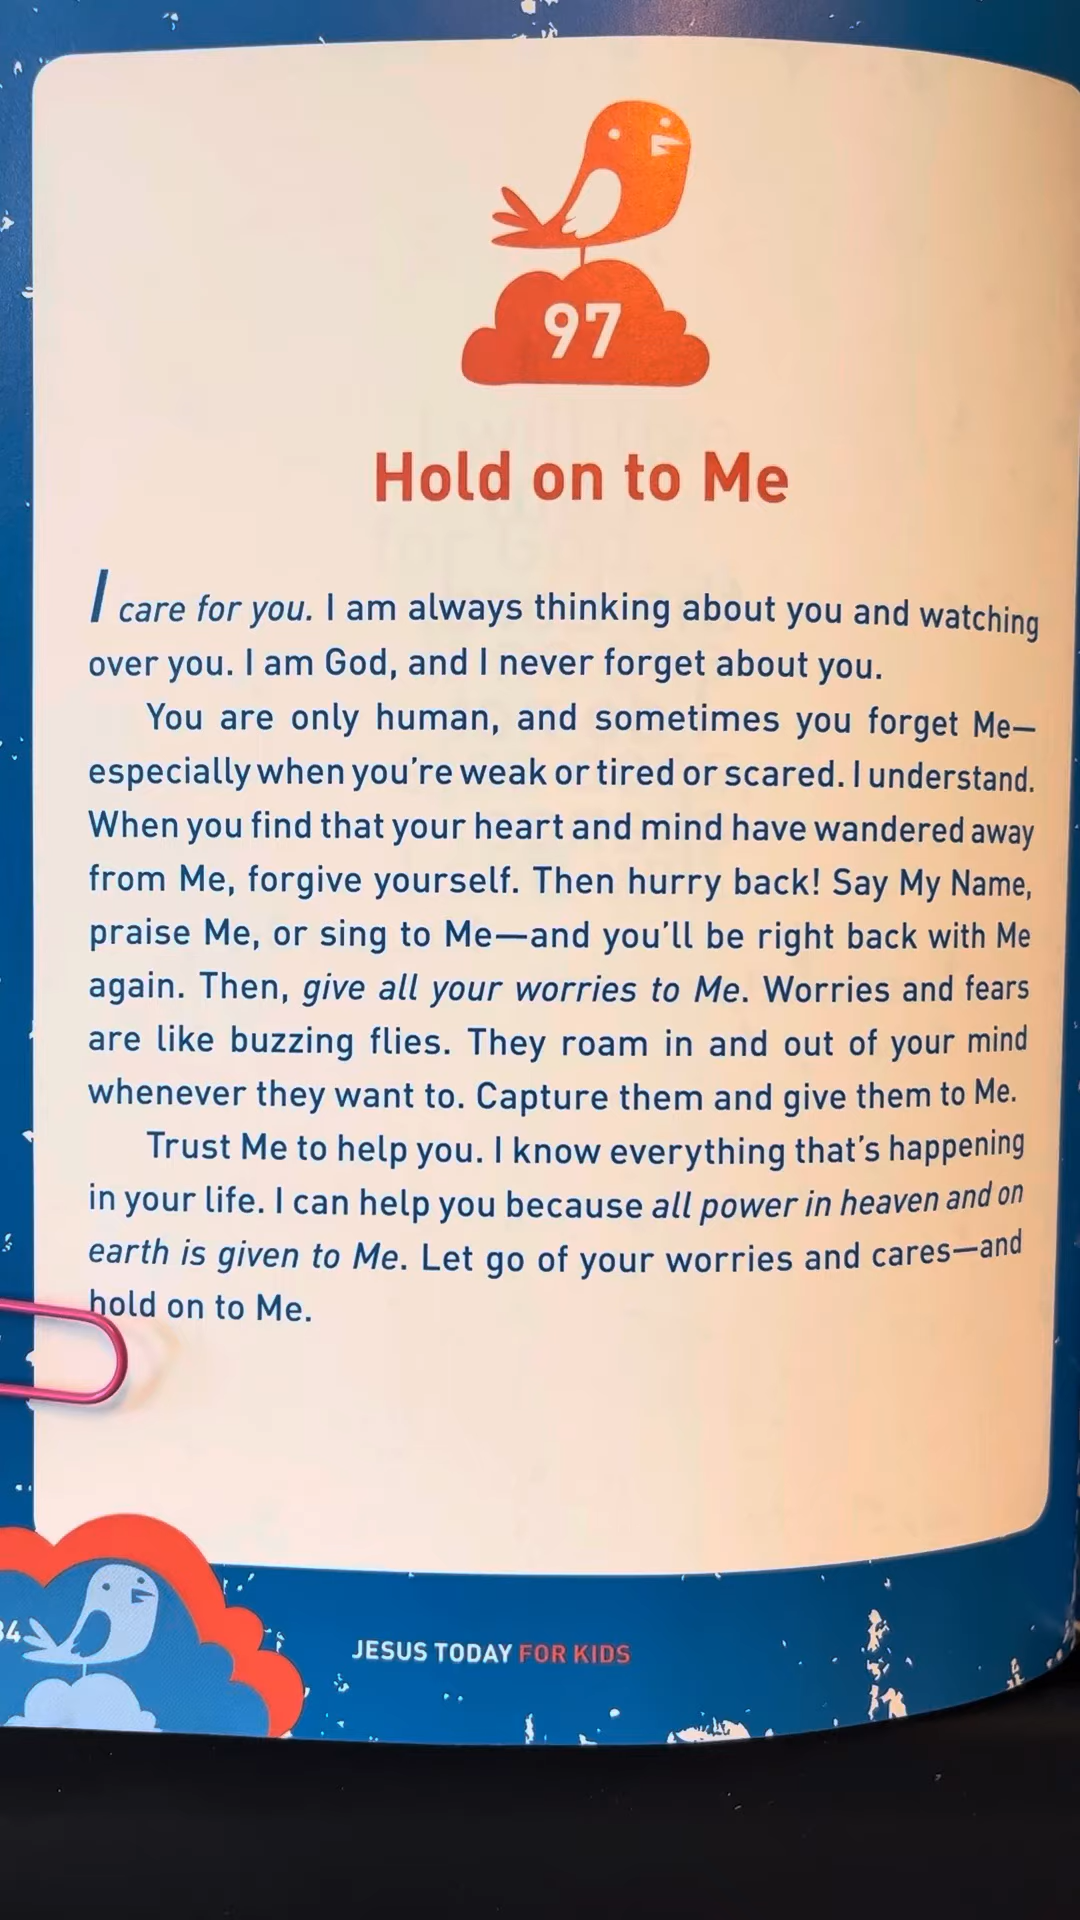 97
Hold on to Me
I care for you. I am always thinking about you and watching
over you. I am God, and I never forget about you.
You are only human, and sometimes you forget Me—
especially when you're weak or tired or scared. I understand.
When you find that your heart and mind have wandered away
from Me, forgive yourself. Then hurry back! Say My Name,
praise Me, or sing to Me—and you'll be right back with Me
again. Then, give all your worries to Me. Worries and fears
are like buzzing flies. They roam in and out of your mind
whenever they want to. Capture them and give them to Me.
Trust Me to help you. I know everything that's happening
in your life. I can help you because all power in heaven and on
earth is given to Me. Let go of your worries and cares—and
hold on to Me.
JESUS TODAY FOR KIDS